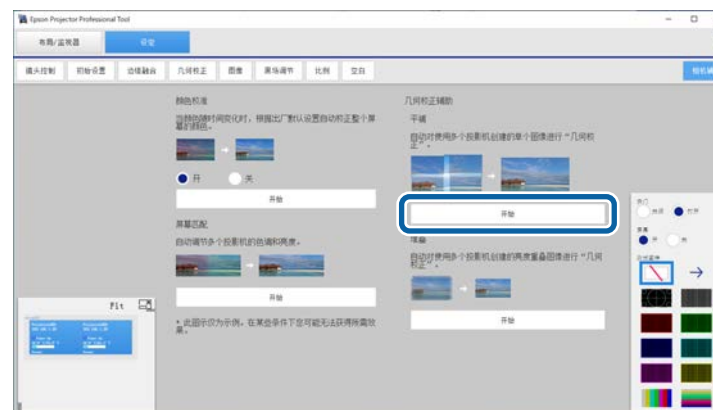 Epson Projector Professional Tool
布局/监视器
设定
镜头控制
初始设置
边缘融合
几何校正
图像
黑场调节
比例
空白
颜色校准
当颜色随时间变化时，根据出厂默认设置自动校正整个屏
幕的颜色。
开
关
开始
屏幕匹配
自动调节多个投影机的色调和亮度。
开始
* 此图示仅为示例。在某些条件下您可能无法获得所需效
果。
几何校正辅助
平铺
自动对使用多个投影机创建的单个图像进行“几何校
正”。
开始
堆叠
自动对使用多个投影机创建的亮度重叠图像进行“几何
校正”。
开始
打开
开
关
Fit